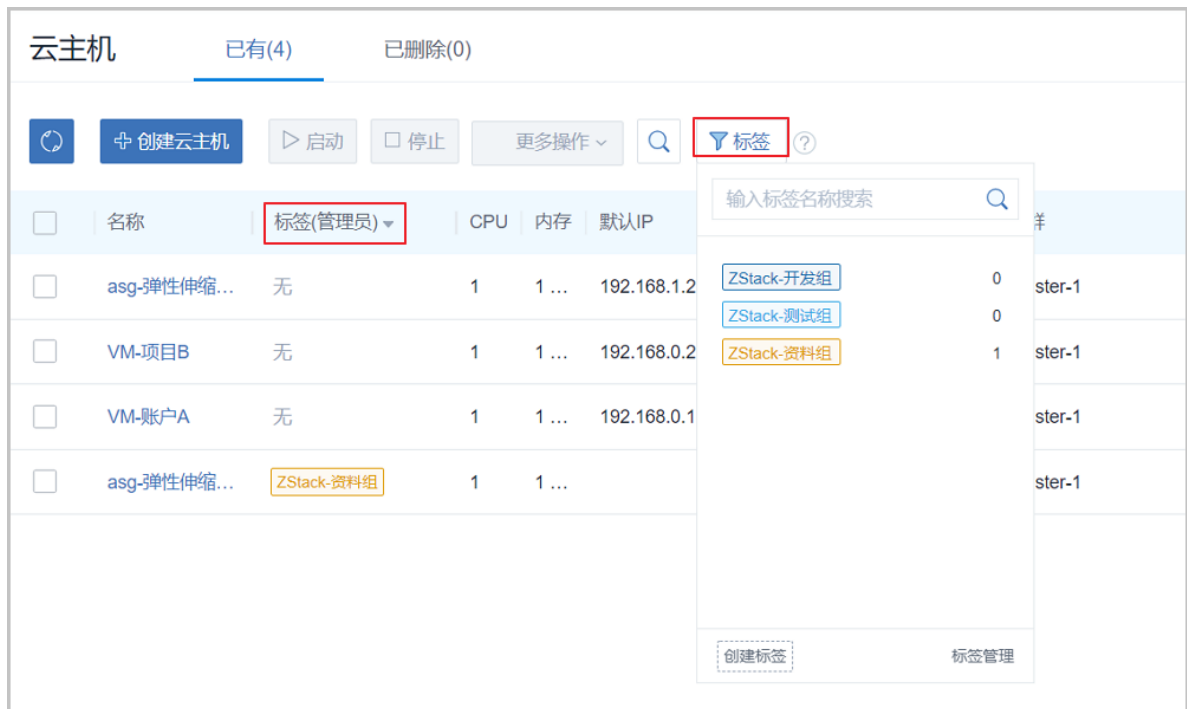 云主机 已有(4) 已删除(0)
创建云主机 启动 停止 更多操作 标签 ?
输入标签名称搜索
名称 标签(管理员) CPU 内存 默认IP 群
ZStack-开发组 0
asg-弹性伸缩... 无 1 1 ... 192.168.1.2 ster-1
ZStack-测试组 0
VM-项目B 无 1 1 ... 192.168.0.2 ster-1
ZStack-资料组 1
VM-账户A 无 1 1 ... 192.168.0.1 ster-1
asg-弹性伸缩... ZStack-资料组 1 1 ... ster-1
创建标签 标签管理